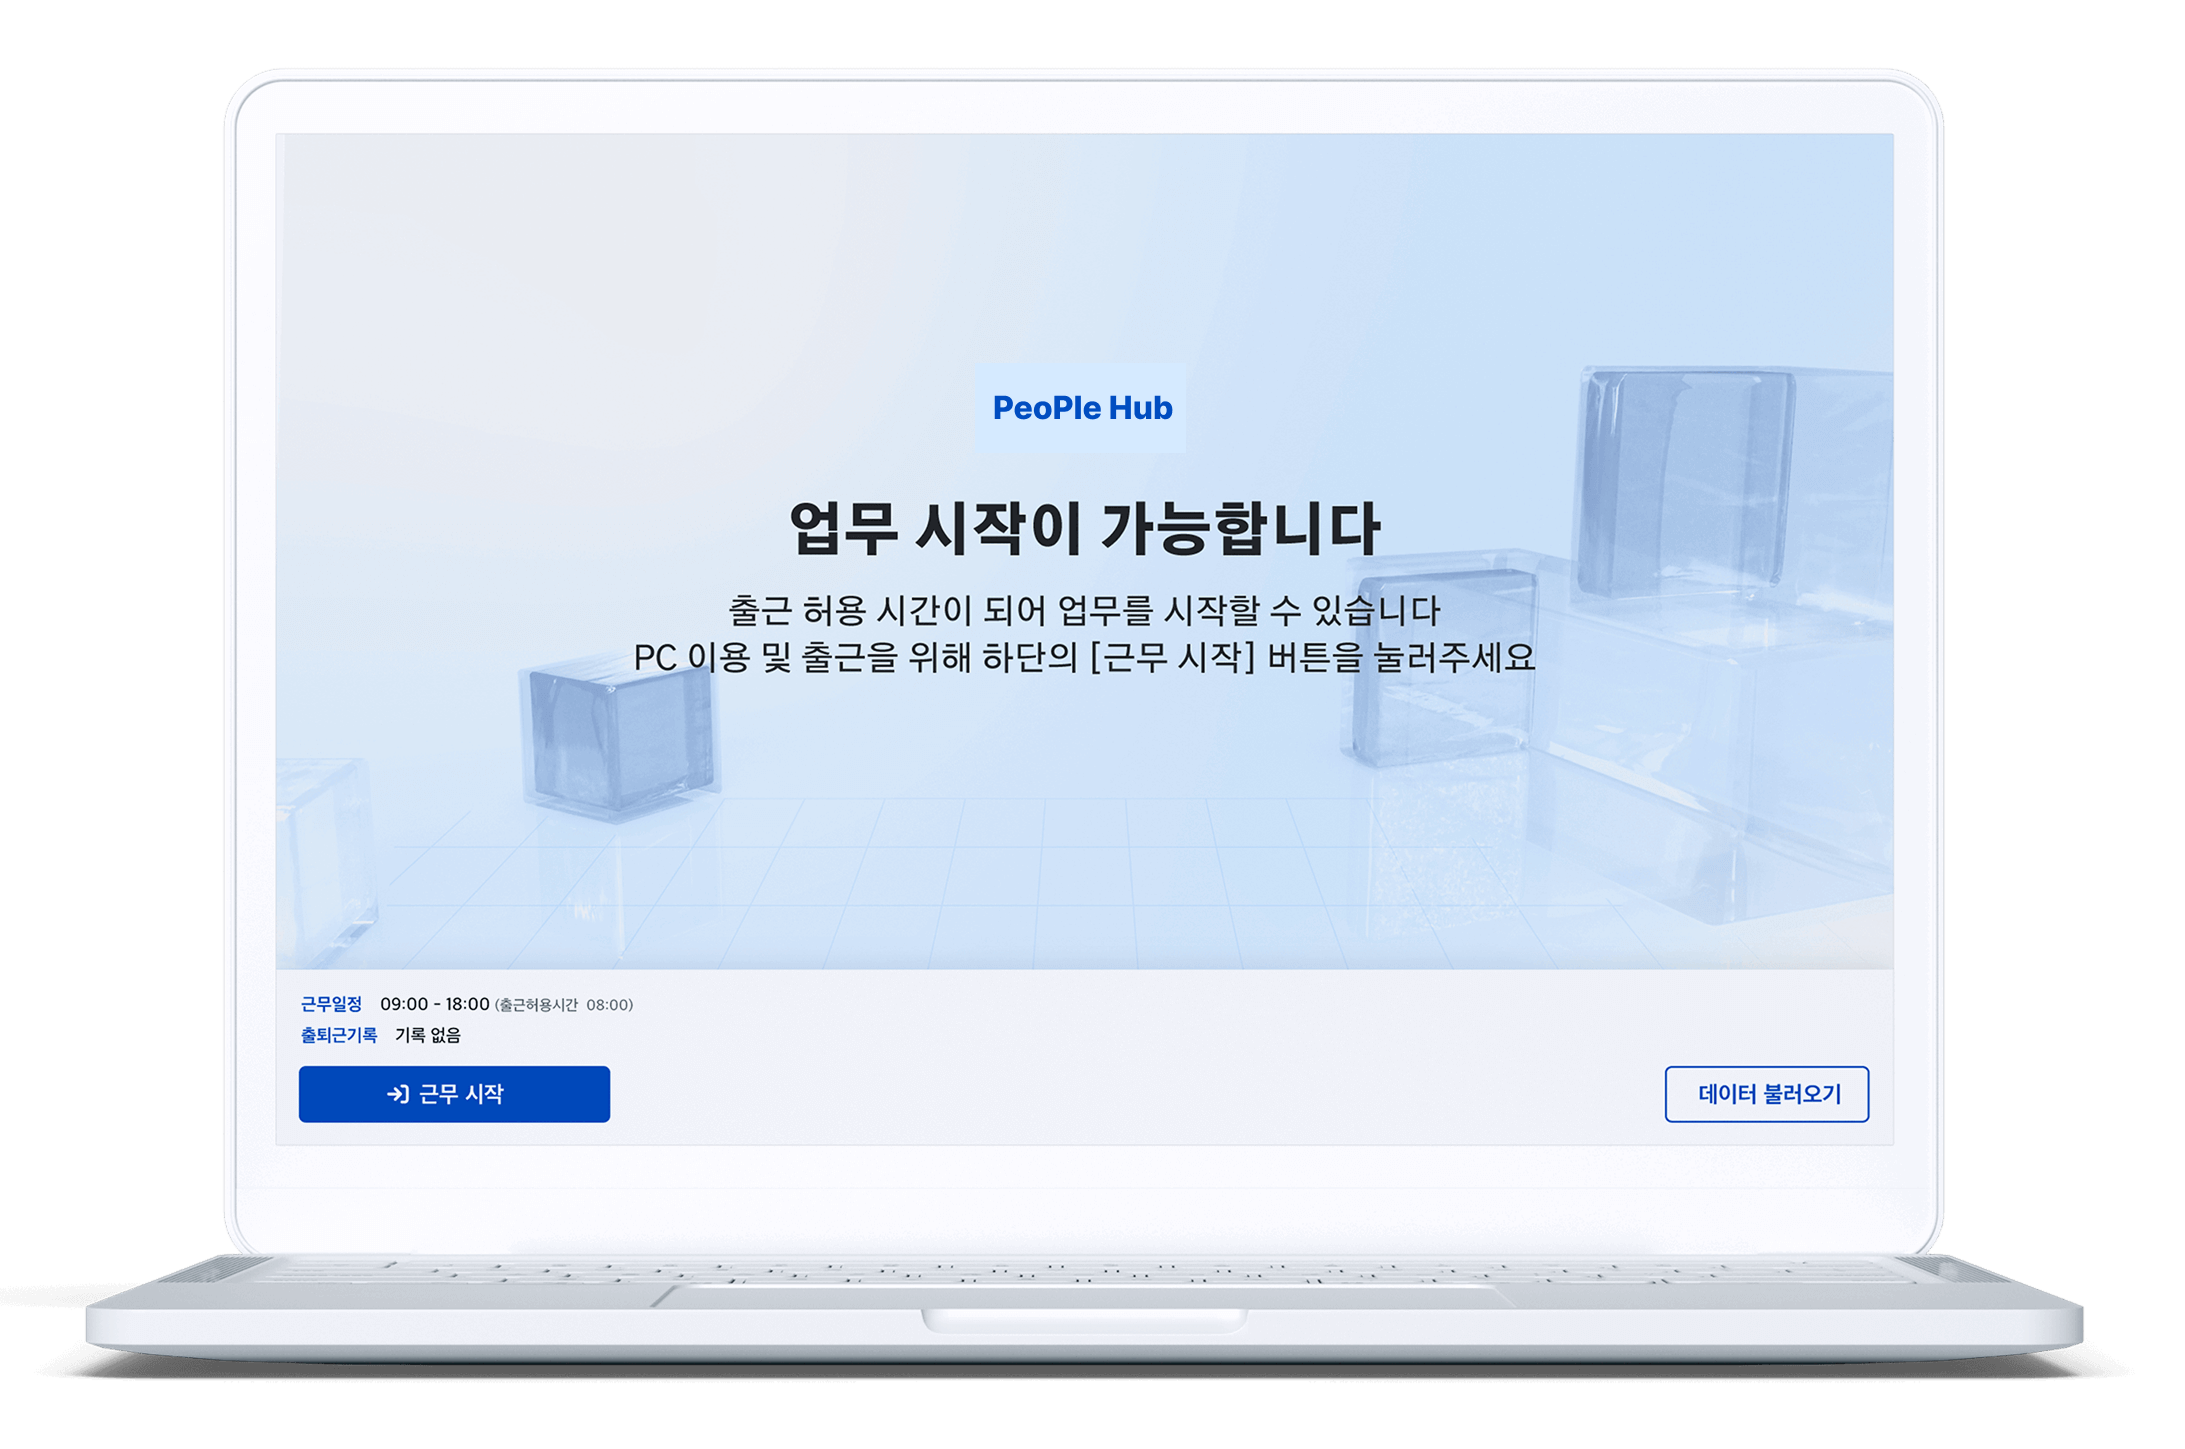 PeoPle Hub
업무 시작이 가능합니다
출근 허용 시간이 되어 업무를 시작할 수 있습니다
PC 이용 및 출근을 위해 하단의 [근무 시작] 버튼을 눌러주세요
근무일정 09:00 - 18:00 (출근허용시간 08:00)
출퇴근기록 기록 없음
근무 시작
데이터 불러오기